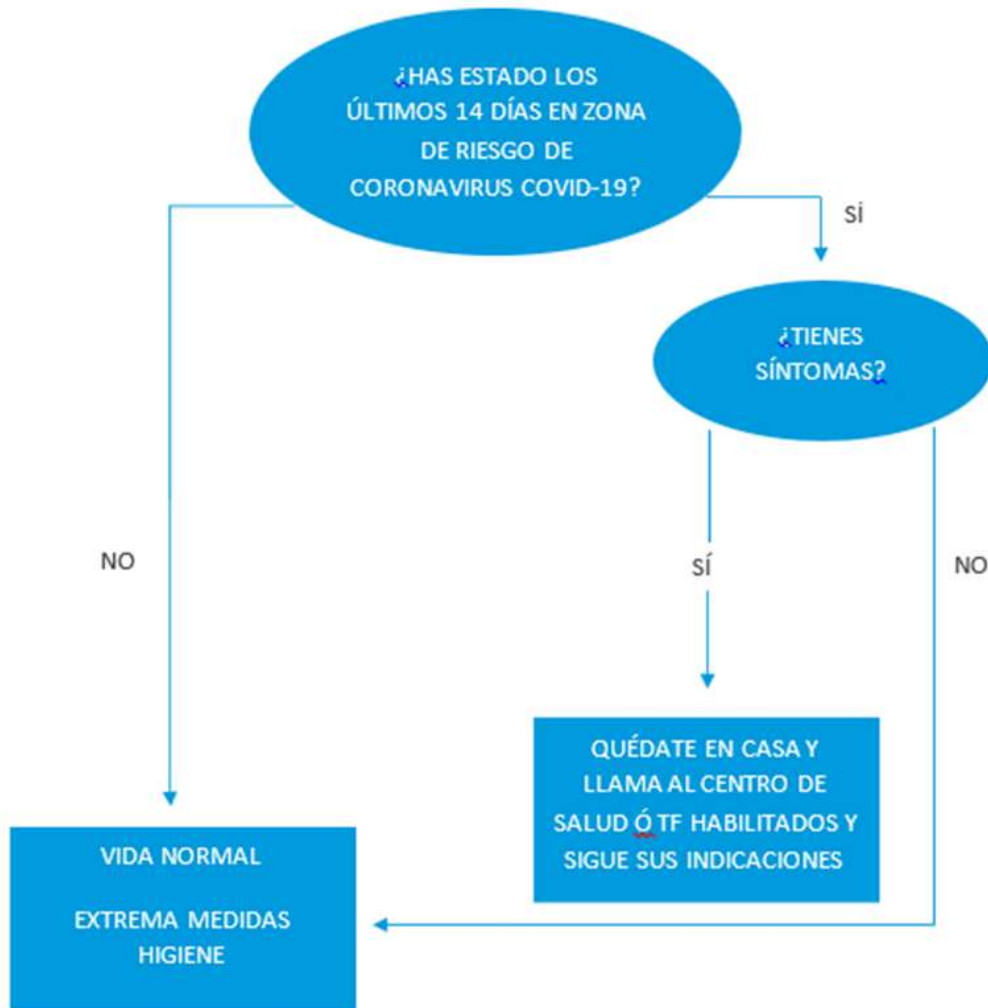 ¿HAS ESTADO LOS
ÚLTIMOS 14 DÍAS EN ZONA
DE RIESGO DE
CORONAVIRUS COVID-19?
SÍ
¿TIENES
SÍNTOMAS?
NO
SÍ
NO
QUÉDATE EN CASA Y
LLAMA AL CENTRO DE
SALUD Ó TF HABILITADOS Y
SIGUE SUS INDICACIONES
VIDA NORMAL
EXTREMA MEDIDAS
HIGIENE